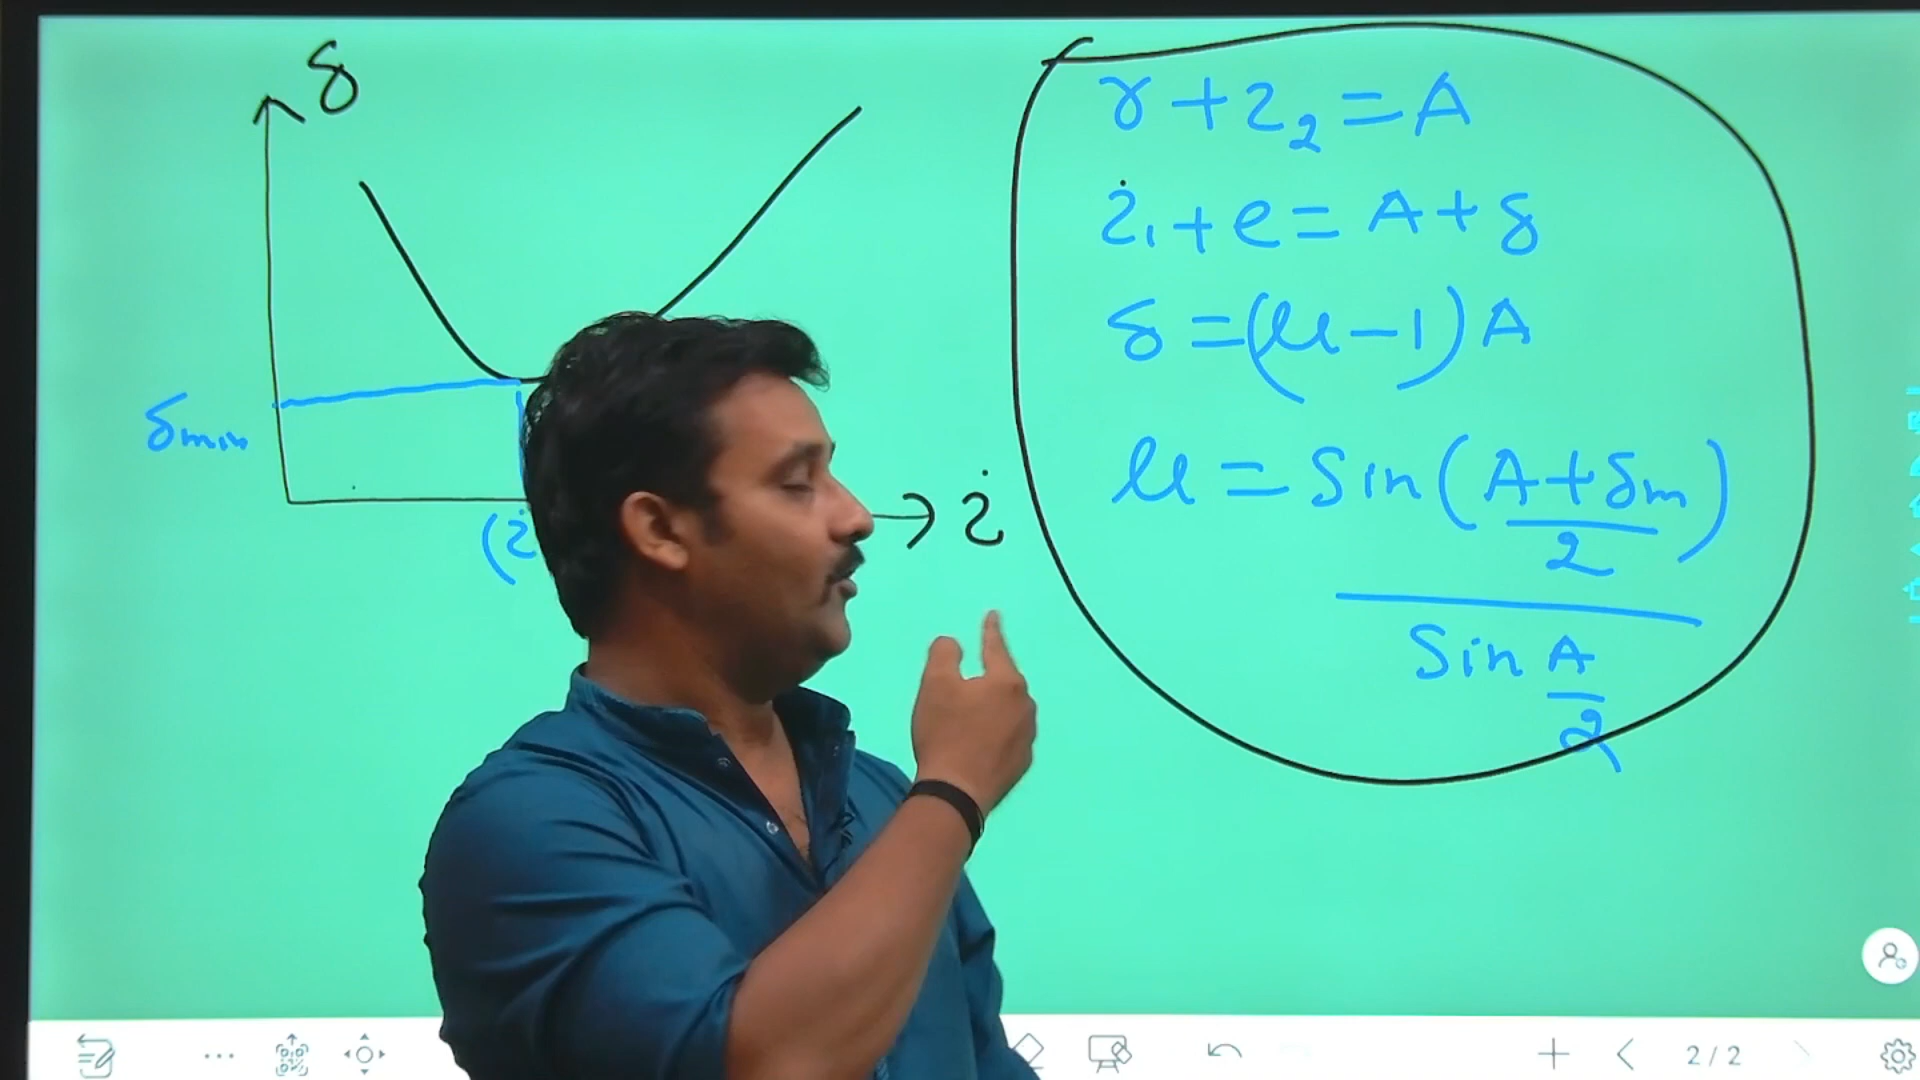 δ
δmin
(i
i
r + r₂ = A
i₁ + e = A + δ
δ = (μ - 1) A
μ = Sin(A + δm / 2) / Sin A/2
2 / 2